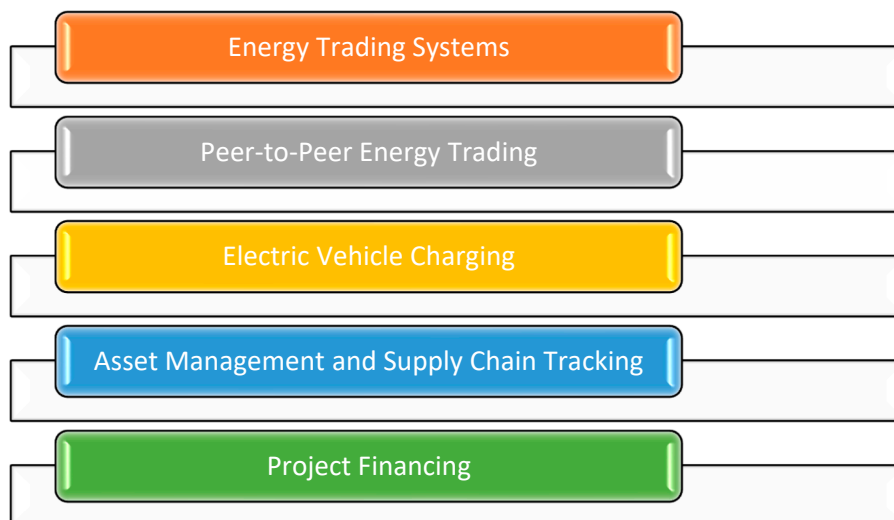 Energy Trading Systems
Peer-to-Peer Energy Trading
Electric Vehicle Charging
Asset Management and Supply Chain Tracking
Project Financing